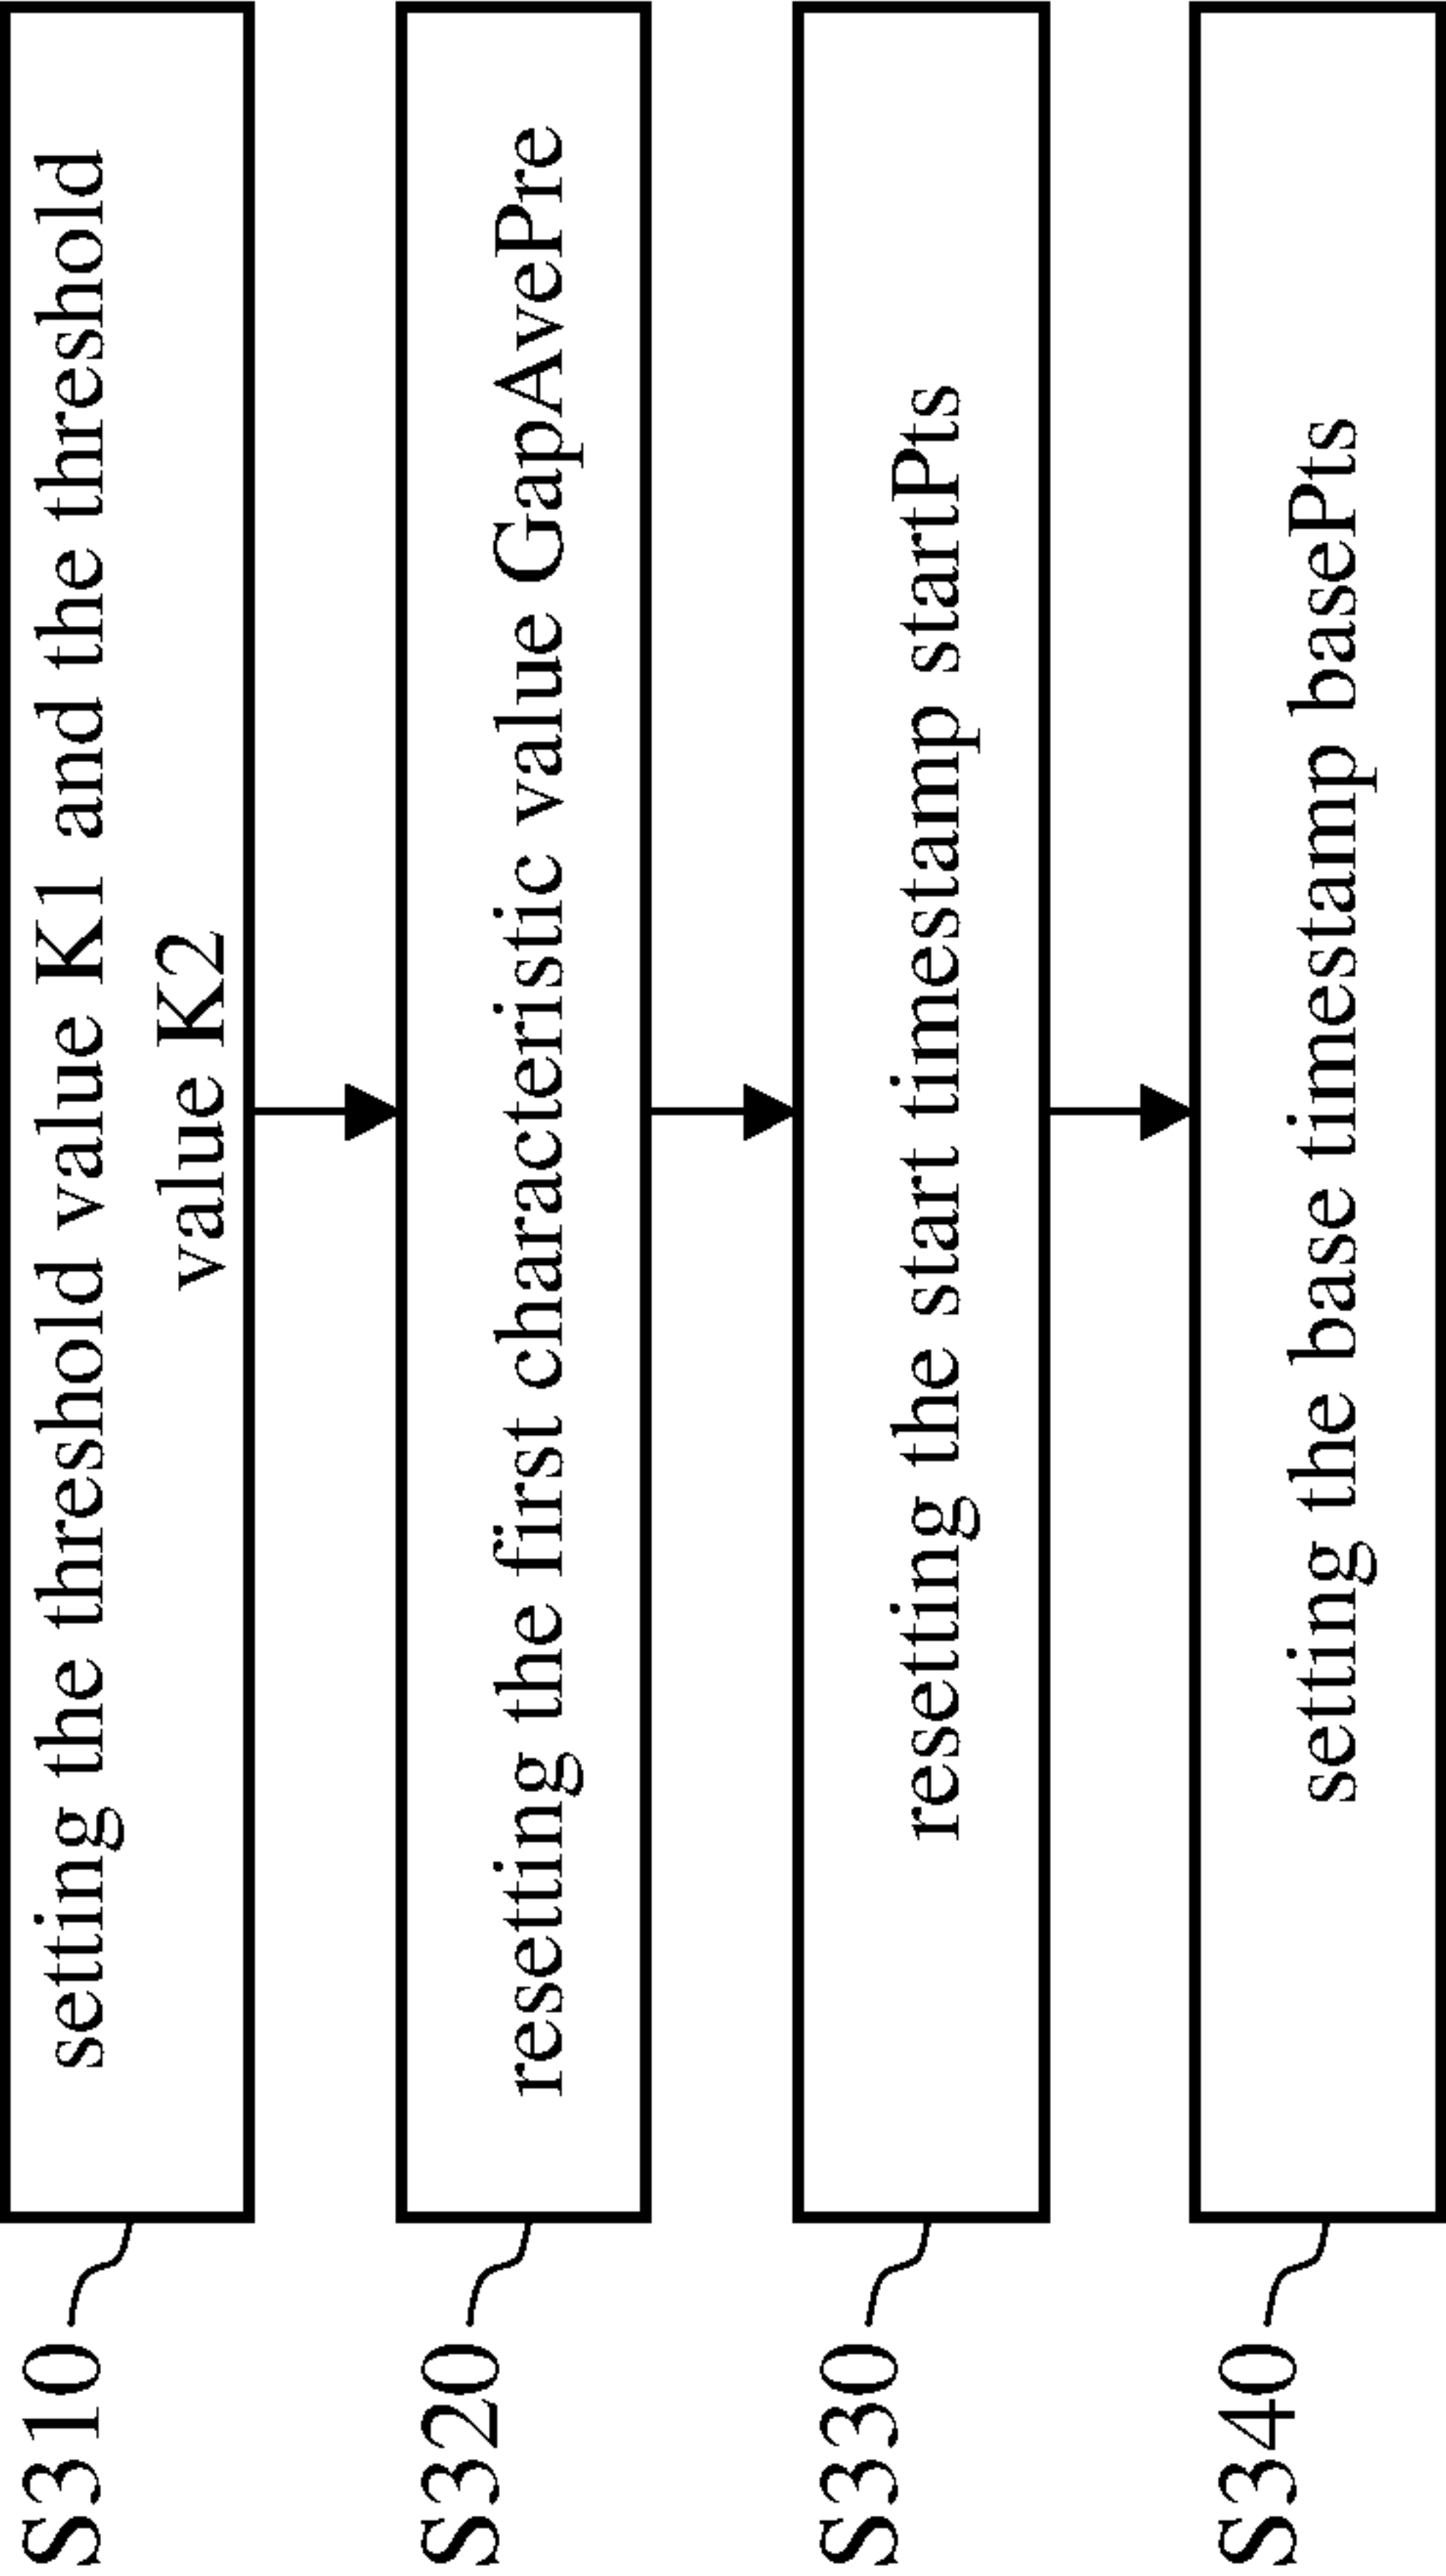 S310
setting the threshold value K1 and the threshold
value K2
S320
resetting the first characteristic value GapAvePre
S330
resetting the start timestamp startPts
S340
setting the base timestamp basePts